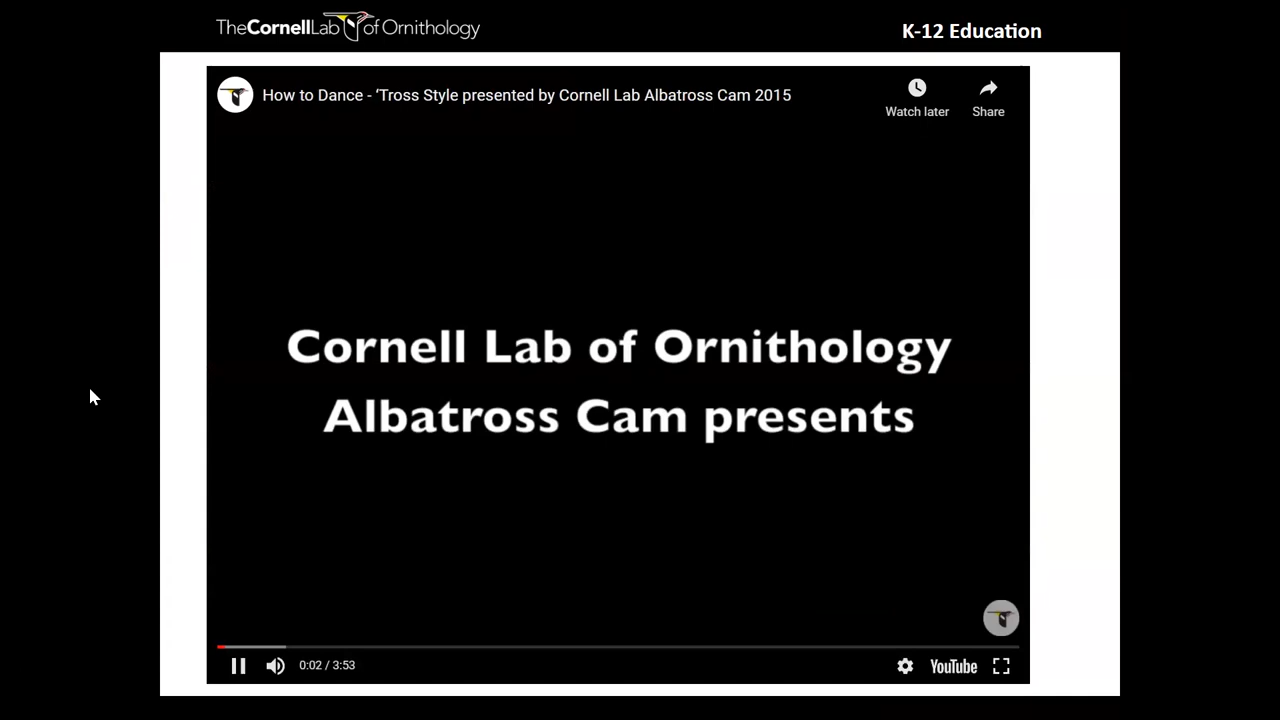 TheCornellLab of Ornithology
K-12 Education
How to Dance - ‘Tross Style presented by Cornell Lab Albatross Cam 2015
Watch later
Share
Cornell Lab of Ornithology
Albatross Cam presents
0:02 / 3:53
YouTube